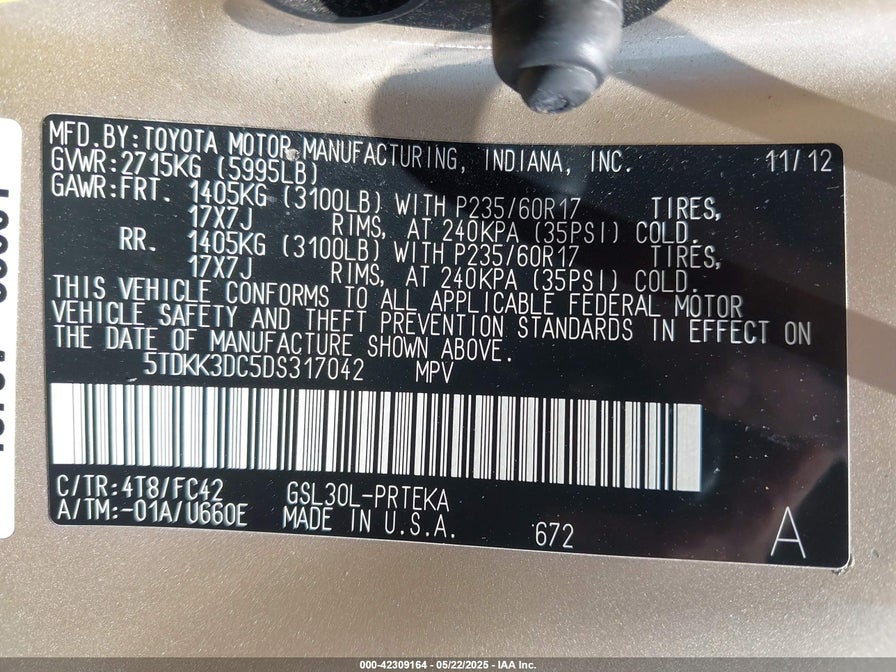 MFD.BY:TOYOTA MOTOR MANUFACTURING, INDIANA, INC. 11/12
GVWR:2715KG (5995LB)
GAWR:FRT. 1405KG (3100LB) WITH P235/60R17 TIRES,
17X7J RIMS, AT 240KPA (35PSI) COLD.
RR. 1405KG (3100LB) WITH P235/60R17 TIRES,
17X7J RIMS, AT 240KPA (35PSI) COLD.
THIS VEHICLE CONFORMS TO ALL APPLICABLE FEDERAL MOTOR
VEHICLE SAFETY AND THEFT PREVENTION STANDARDS IN EFFECT ON
THE DATE OF MANUFACTURE SHOWN ABOVE.
5TDKK3DC5DS317042 MPV
C/TR:4T8/FC42 GSL30L-PRTEKA
A/TM:-01A/U660E MADE IN U.S.A. 672 A
000-42309164 - 05/22/2025 - IAA Inc.